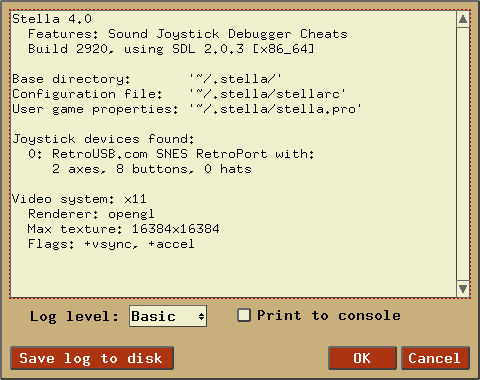 Stella 4.0
Features: Sound Joystick Debugger Cheats
Build 2920, using SDL 2.0.3 [x86_64]
Base directory: '~/.stella/'
Configuration file: '~/.stella/stellarc'
User game properties: '~/.stella/stella.pro'
Joystick devices found:
0: RetroUSB.com SNES RetroPort with:
2 axes, 8 buttons, 0 hats
Video system: x11
Renderer: opengl
Max texture: 16384x16384
Flags: +vsync, +accel
Log level: Basic Print to console
Save log to disk OK Cancel